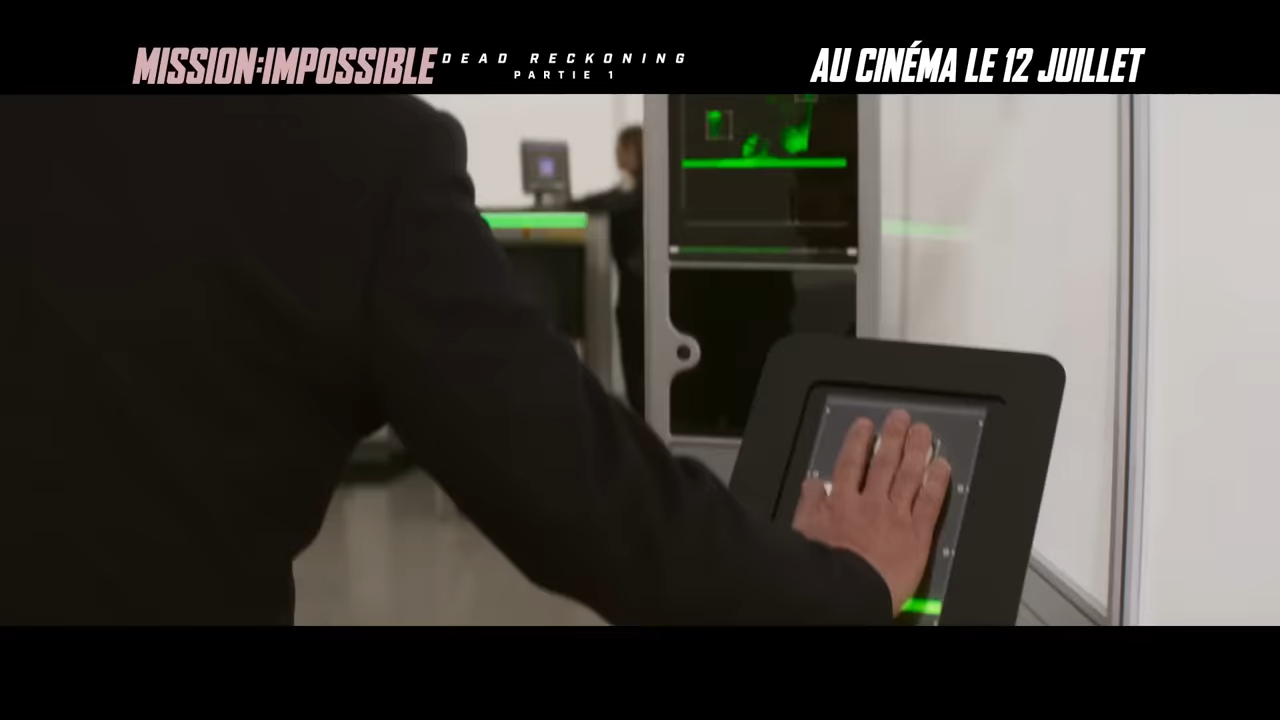 MISSION:IMPOSSIBLE
DEAD RECKONING
PARTIE 1
AU CINÉMA LE 12 JUILLET